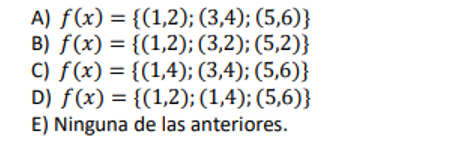 A) f(x) = {(1,2); (3,4); (5,6)}
B) f(x) = {(1,2); (3,2); (5,2)}
C) f(x) = {(1,4); (3,4); (5,6)}
D) f(x) = {(1,2); (1,4); (5,6)}
E) Ninguna de las anteriores.